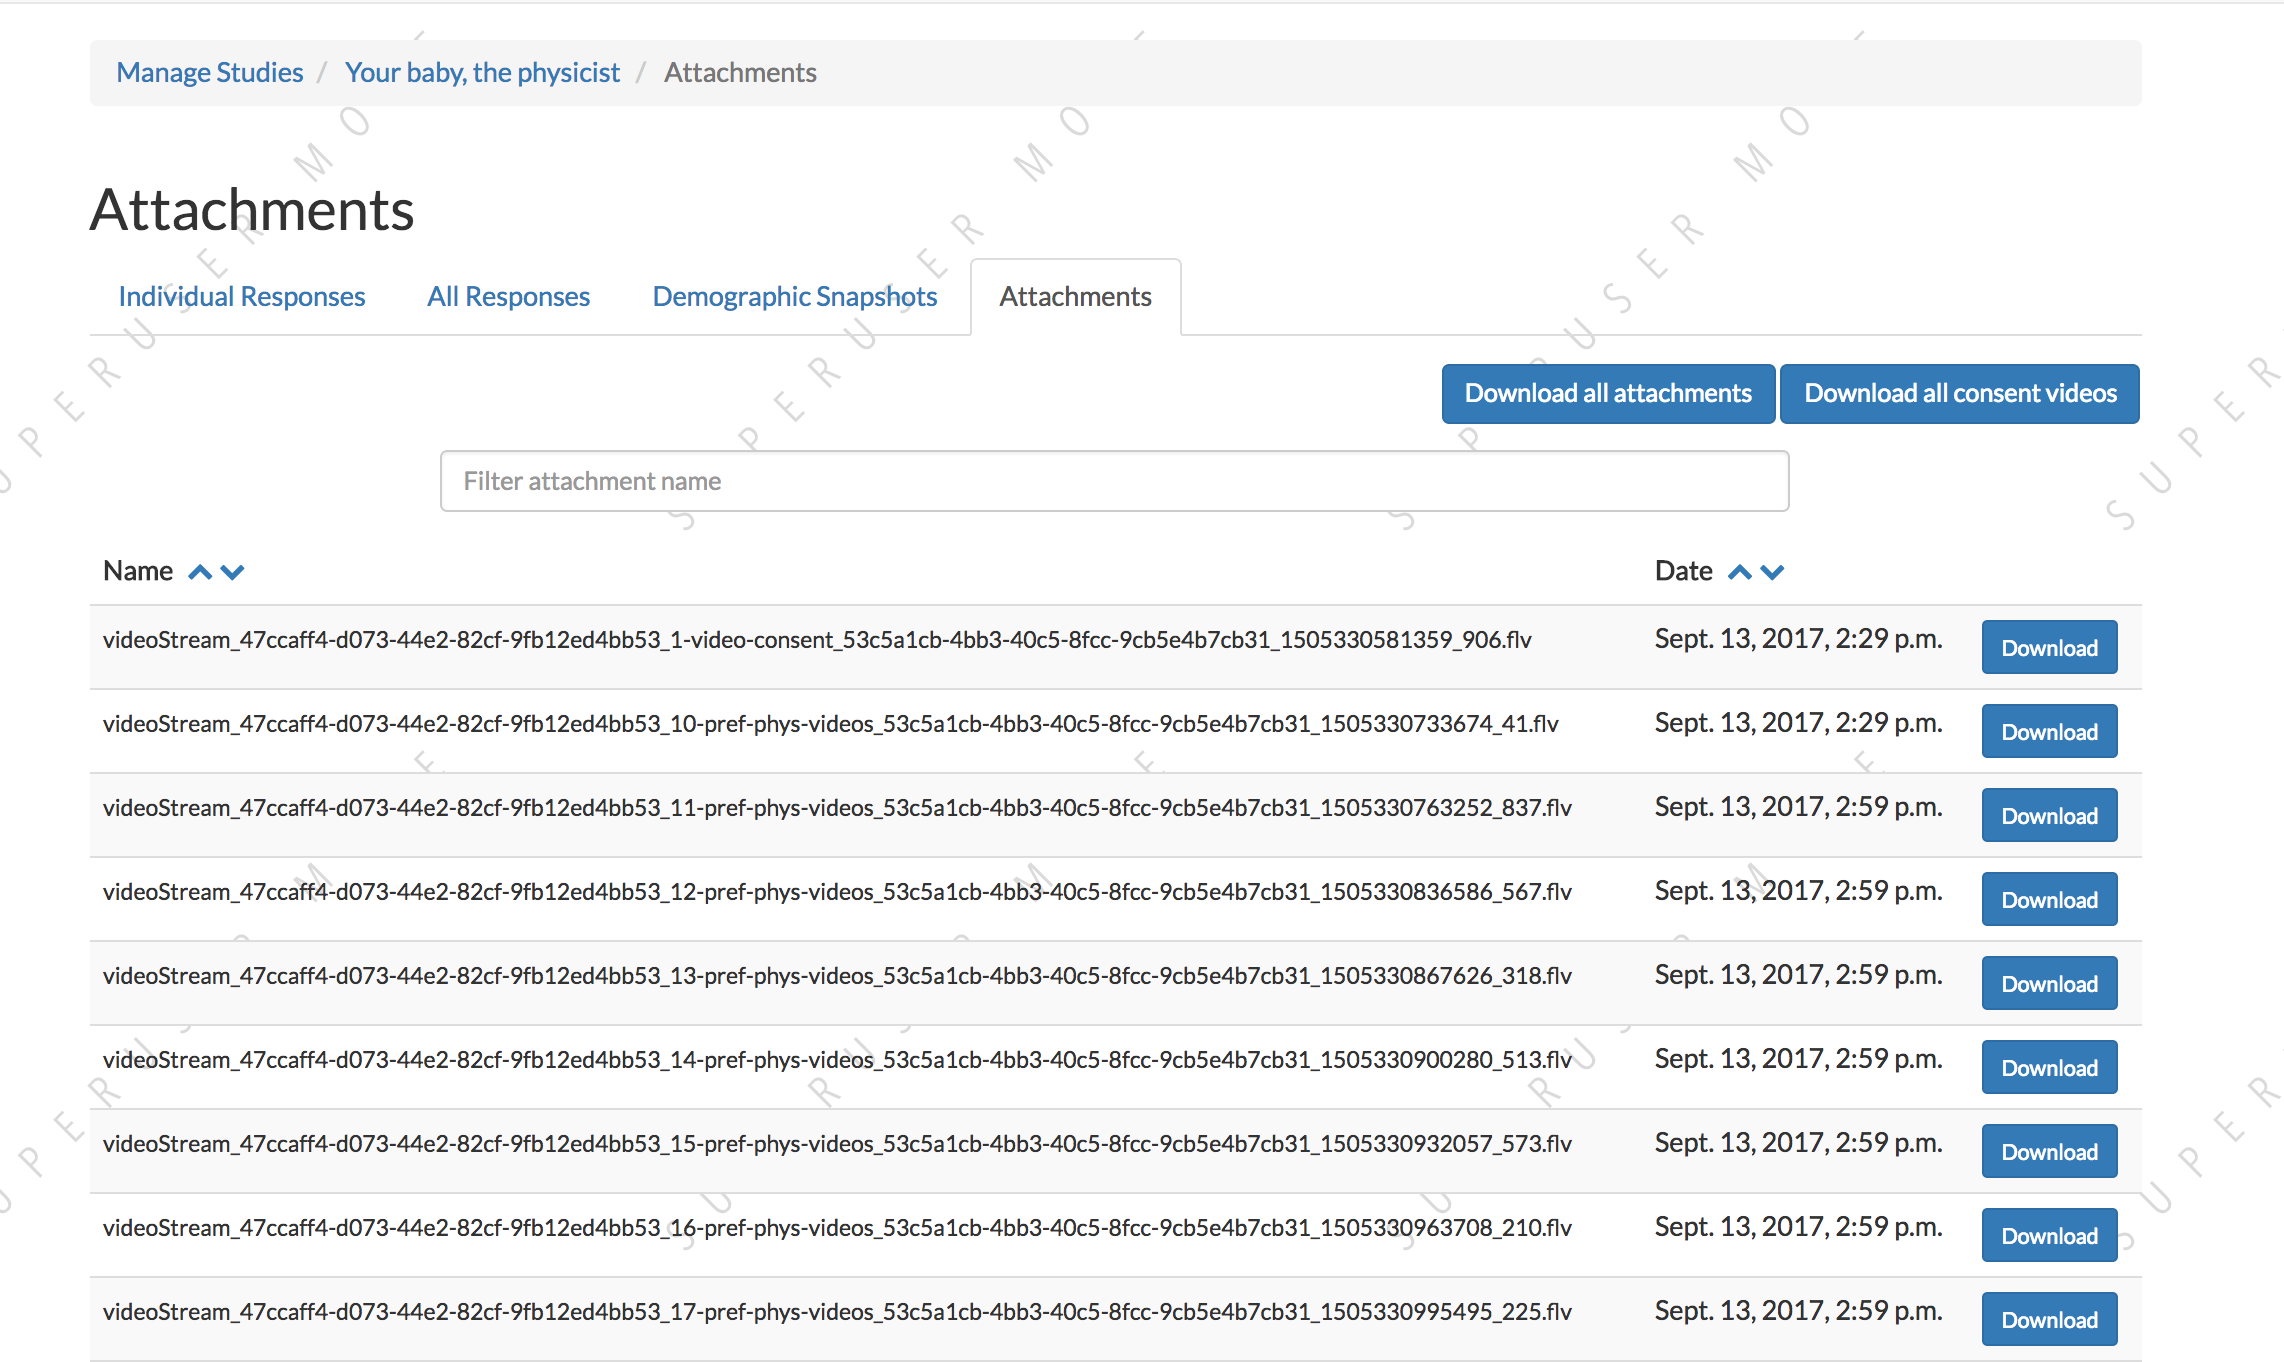 Manage Studies / Your baby, the physicist / Attachments
Attachments
Individual Responses All Responses Demographic Snapshots Attachments
Download all attachments Download all consent videos
Filter attachment name
Name Date
videoStream_47ccaff4-d073-44e2-82cf-9fb12ed4bb53_1-video-consent_53c5a1cb-4bb3-40c5-8fcc-9cb5e4b7cb31_1505330581359_906.flv Sept. 13, 2017, 2:29 p.m. Download
videoStream_47ccaff4-d073-44e2-82cf-9fb12ed4bb53_10-pref-phys-videos_53c5a1cb-4bb3-40c5-8fcc-9cb5e4b7cb31_1505330733674_41.flv Sept. 13, 2017, 2:29 p.m. Download
videoStream_47ccaff4-d073-44e2-82cf-9fb12ed4bb53_11-pref-phys-videos_53c5a1cb-4bb3-40c5-8fcc-9cb5e4b7cb31_1505330763252_837.flv Sept. 13, 2017, 2:59 p.m. Download
videoStream_47ccaff4-d073-44e2-82cf-9fb12ed4bb53_12-pref-phys-videos_53c5a1cb-4bb3-40c5-8fcc-9cb5e4b7cb31_1505330836586_567.flv Sept. 13, 2017, 2:59 p.m. Download
videoStream_47ccaff4-d073-44e2-82cf-9fb12ed4bb53_13-pref-phys-videos_53c5a1cb-4bb3-40c5-8fcc-9cb5e4b7cb31_1505330867626_318.flv Sept. 13, 2017, 2:59 p.m. Download
videoStream_47ccaff4-d073-44e2-82cf-9fb12ed4bb53_14-pref-phys-videos_53c5a1cb-4bb3-40c5-8fcc-9cb5e4b7cb31_1505330900280_513.flv Sept. 13, 2017, 2:59 p.m. Download
videoStream_47ccaff4-d073-44e2-82cf-9fb12ed4bb53_15-pref-phys-videos_53c5a1cb-4bb3-40c5-8fcc-9cb5e4b7cb31_1505330932057_573.flv Sept. 13, 2017, 2:59 p.m. Download
videoStream_47ccaff4-d073-44e2-82cf-9fb12ed4bb53_16-pref-phys-videos_53c5a1cb-4bb3-40c5-8fcc-9cb5e4b7cb31_1505330963708_210.flv Sept. 13, 2017, 2:59 p.m. Download
videoStream_47ccaff4-d073-44e2-82cf-9fb12ed4bb53_17-pref-phys-videos_53c5a1cb-4bb3-40c5-8fcc-9cb5e4b7cb31_1505330995495_225.flv Sept. 13, 2017, 2:59 p.m. Download
SUPERUSER